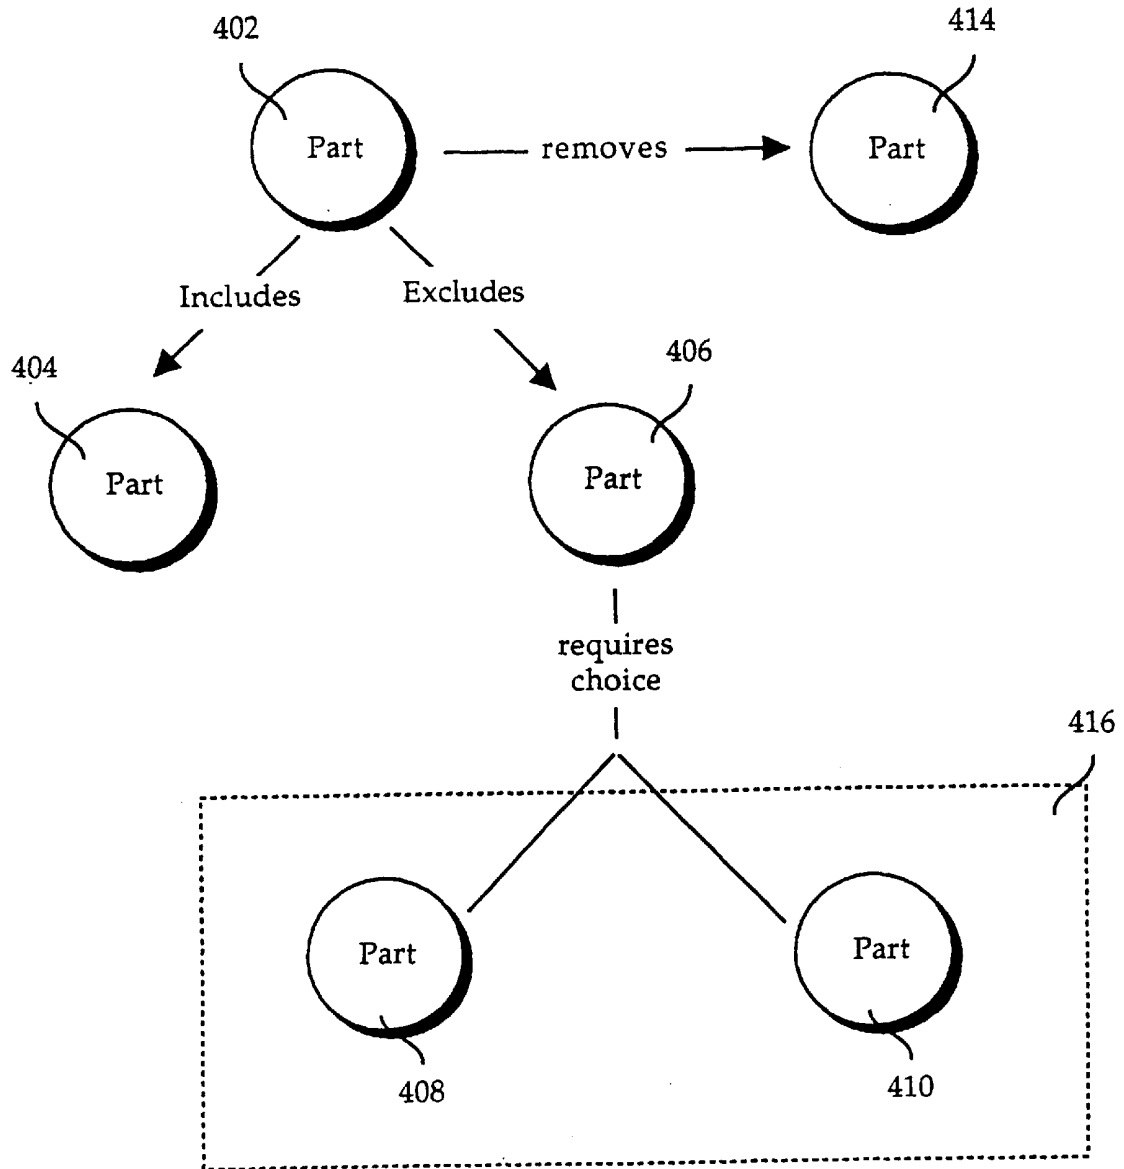 402
414
Part
removes
Part
Includes
Excludes
404
406
Part
Part
requires
choice
416
Part
Part
408
410